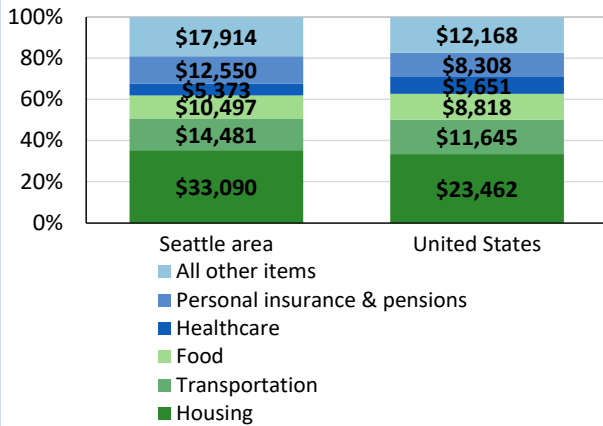 100%
80%
60%
40%
20%
0%
$17,914
$12,168
$12,550
$8,308
$5,373
$5,651
$10,497
$8,818
$14,481
$11,645
$33,090
$23,462
Seattle area
United States
All other items
Personal insurance & pensions
Healthcare
Food
Transportation
Housing